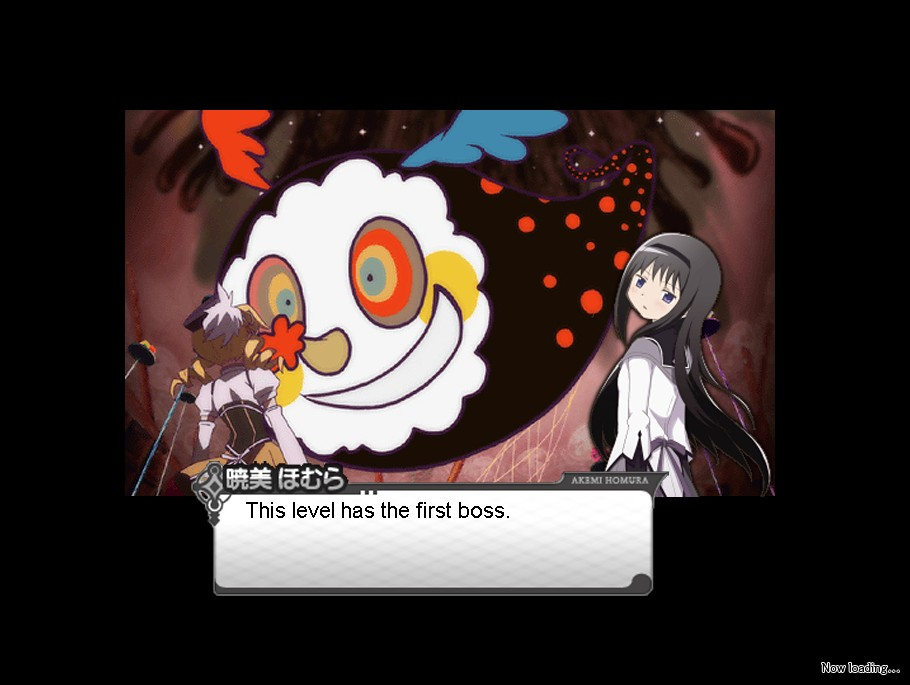 暁美 ほむら
AKEMI HOMURA
This level has the first boss.
Now loading...